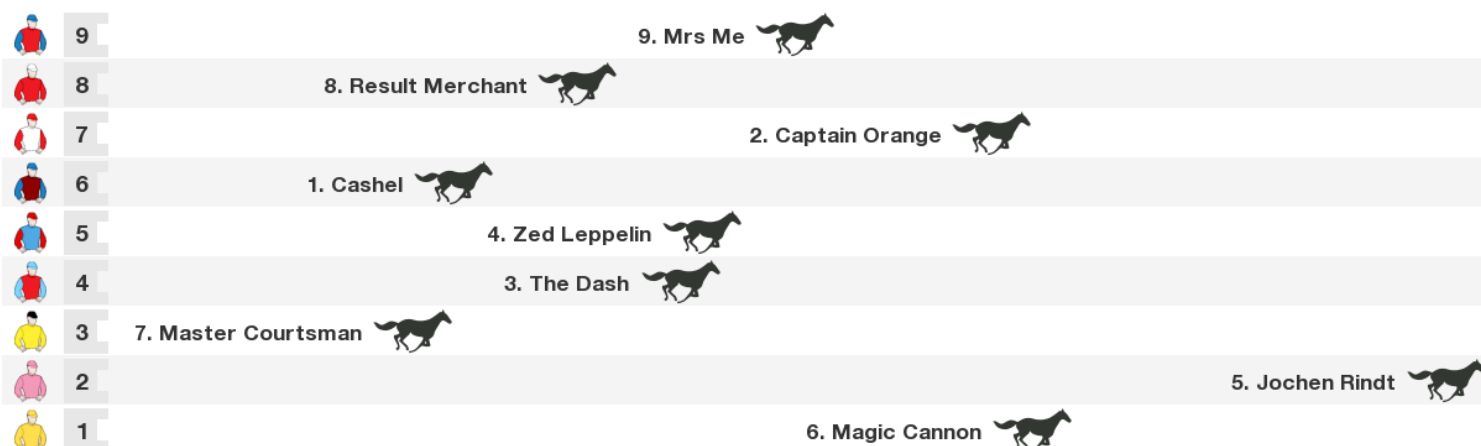 9 9. Mrs Me
8 8. Result Merchant
7 2. Captain Orange
6 1. Cashel
5 4. Zed Leppelin
4 3. The Dash
3 7. Master Courtsman
2 5. Jochen Rindt
1 6. Magic Cannon